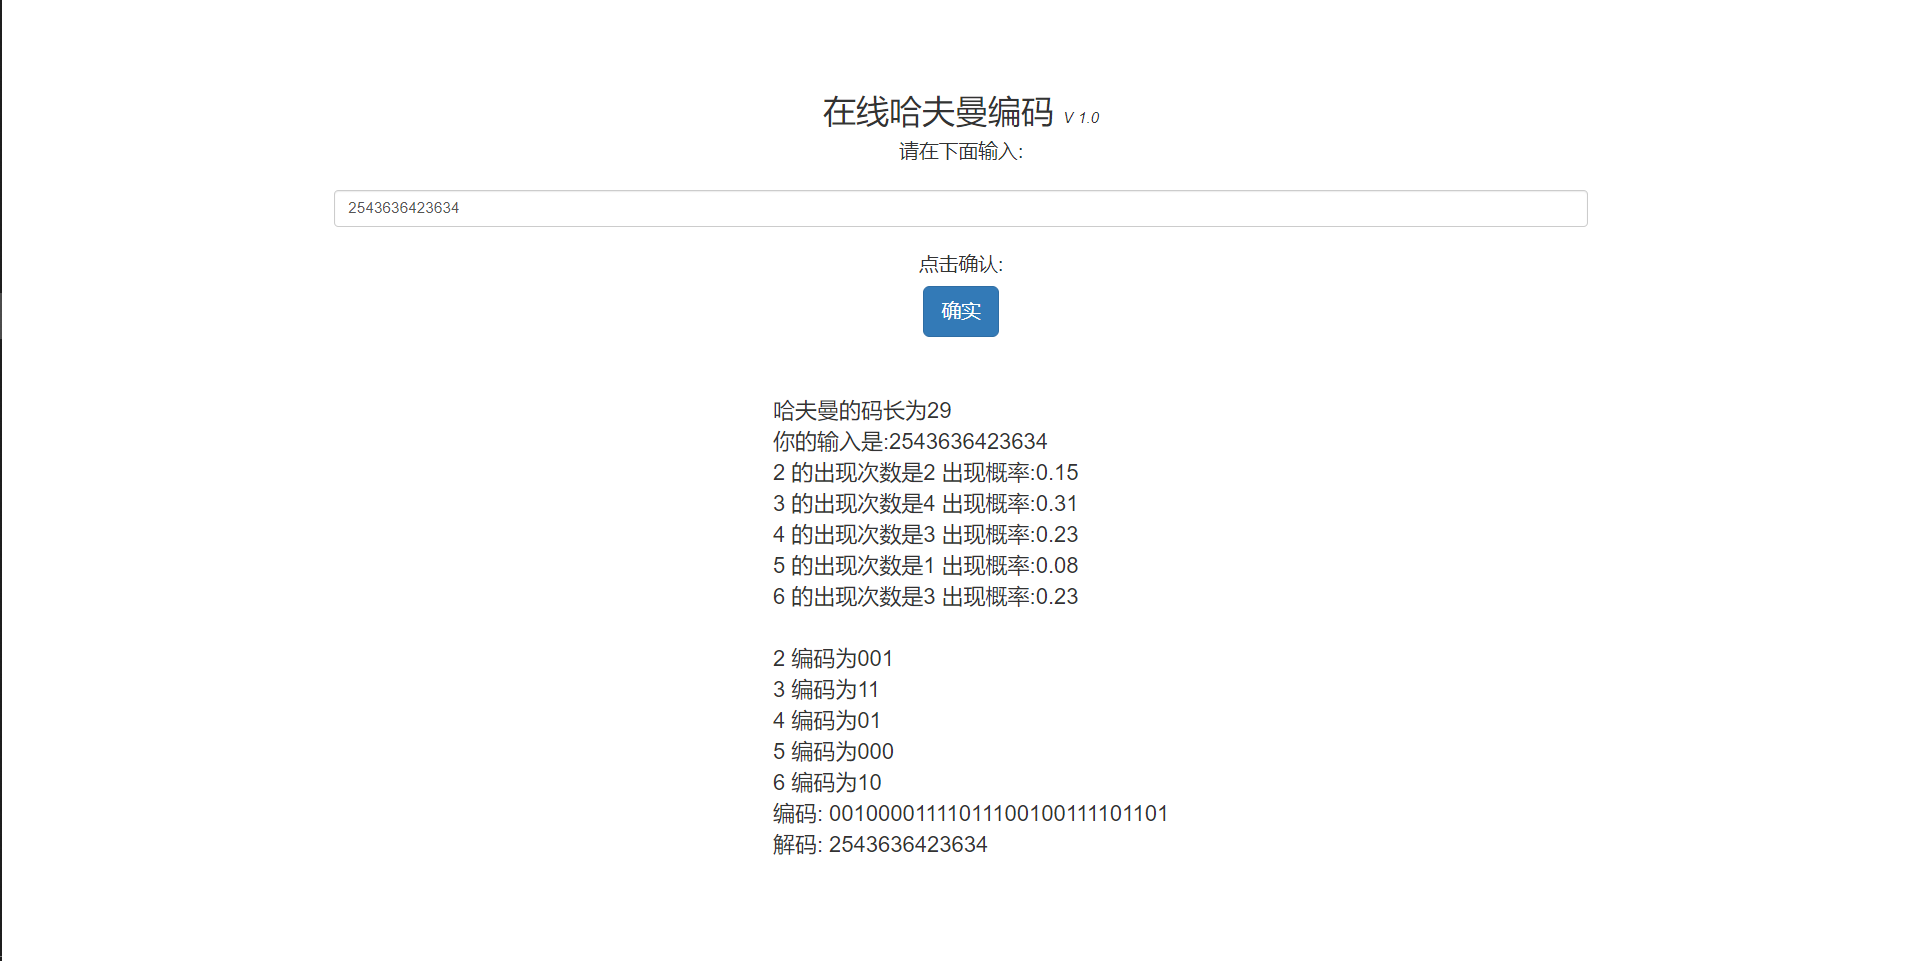 在线哈夫曼编码 V 1.0
请在下面输入:
2543636423634
点击确认:
确实
哈夫曼的码长为29
你的输入是:2543636423634
2 的出现次数是2 出现概率:0.15
3 的出现次数是4 出现概率:0.31
4 的出现次数是3 出现概率:0.23
5 的出现次数是1 出现概率:0.08
6 的出现次数是3 出现概率:0.23
2 编码为001
3 编码为11
4 编码为01
5 编码为000
6 编码为10
编码: 00100001111011100100111101101
解码: 2543636423634